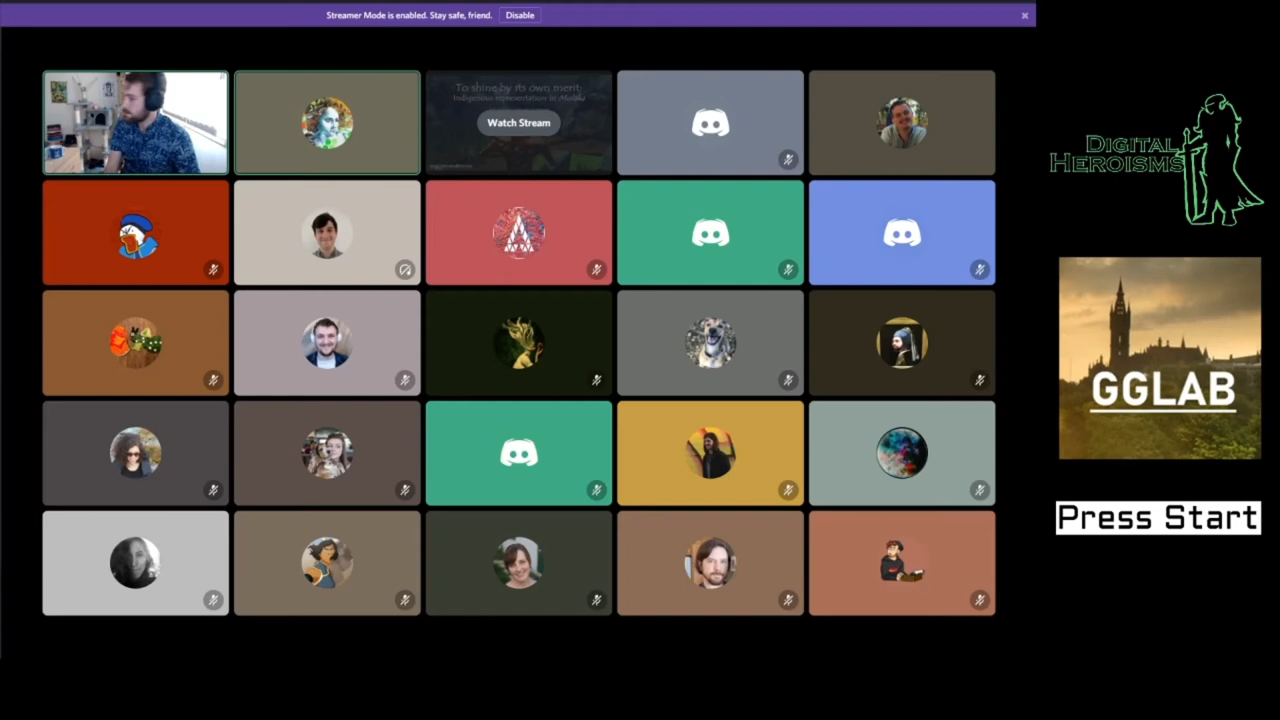 Streamer Mode is enabled. Stay safe, friend. Disable
To shine by its own merit:
Indigenous representation in Mulaka
Watch Stream
DIGITAL
HEROISMS
GGLAB
Press Start